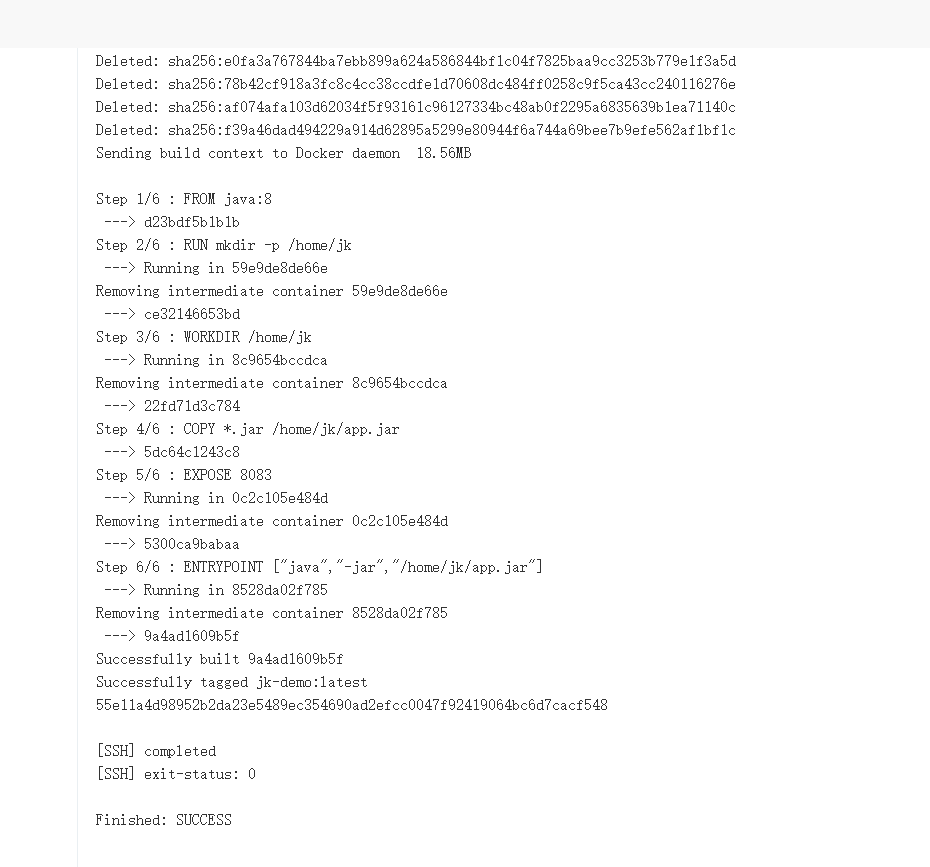 Deleted: sha256:e0fa3a767844ba7ebb899a624a586844bf1c04f7825baa9cc3253b779e1f3a5d
Deleted: sha256:78b42cf918a3fc8c4cc38ccdfe1d70608dc484ff0258c9f5ca43cc240116276e
Deleted: sha256:af074afa103d62034f5f93161c96127334bc48ab0f2295a6835639b1ea71140c
Deleted: sha256:f39a46dad494229a914d62895a5299e80944f6a744a69bee7b9efe562af1bf1c
Sending build context to Docker daemon  18.56MB
Step 1/6 : FROM java:8
 ---> d23bdf5b1b1b
Step 2/6 : RUN mkdir -p /home/jk
 ---> Running in 59e9de8de66e
Removing intermediate container 59e9de8de66e
 ---> ce32146653bd
Step 3/6 : WORKDIR /home/jk
 ---> Running in 8c9654bccdca
Removing intermediate container 8c9654bccdca
 ---> 22fd71d3c784
Step 4/6 : COPY *.jar /home/jk/app.jar
 ---> 5dc64c1243c8
Step 5/6 : EXPOSE 8083
 ---> Running in 0c2c105e484d
Removing intermediate container 0c2c105e484d
 ---> 5300ca9babaa
Step 6/6 : ENTRYPOINT ["java","-jar","/home/jk/app.jar"]
 ---> Running in 8528da02f785
Removing intermediate container 8528da02f785
 ---> 9a4ad1609b5f
Successfully built 9a4ad1609b5f
Successfully tagged jk-demo:latest
55e11a4d98952b2da23e5489ec354690ad2efcc0047f92419064bc6d7cacf548
[SSH] completed
[SSH] exit-status: 0
Finished: SUCCESS